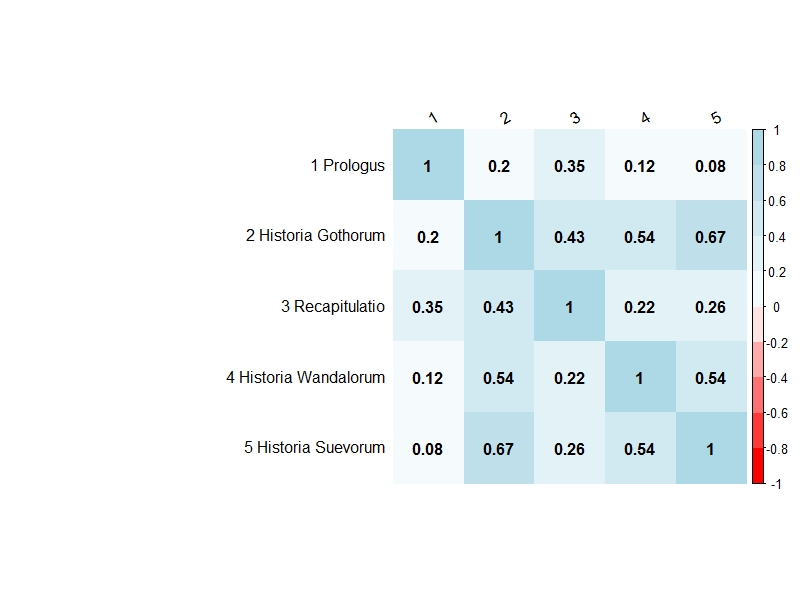 1 2 3 4 5
1 Prologus 1 0.2 0.35 0.12 0.08
2 Historia Gothorum 0.2 1 0.43 0.54 0.67
3 Recapitulatio 0.35 0.43 1 0.22 0.26
4 Historia Wandalorum 0.12 0.54 0.22 1 0.54
5 Historia Suevorum 0.08 0.67 0.26 0.54 1
1
0.8
0.6
0.4
0.2
0
-0.2
-0.4
-0.6
-0.8
-1